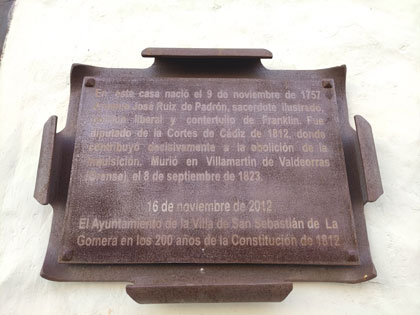 En esta casa nació el 9 de noviembre de 1757
Antonio José Ruiz de Padrón, sacerdote ilustrado,
liberal y contertulio de Franklin. Fue
diputado de la Cortes de Cádiz de 1812, donde
contribuyó decisivamente a la abolición de la
Inquisición. Murió en Villamartín de Valdeorras
(Orense), el 8 de septiembre de 1823.
16 de noviembre de 2012.
El Ayuntamiento de la Villa de San Sebastián de La
Gomera en los 200 años de la Constitución de 1812